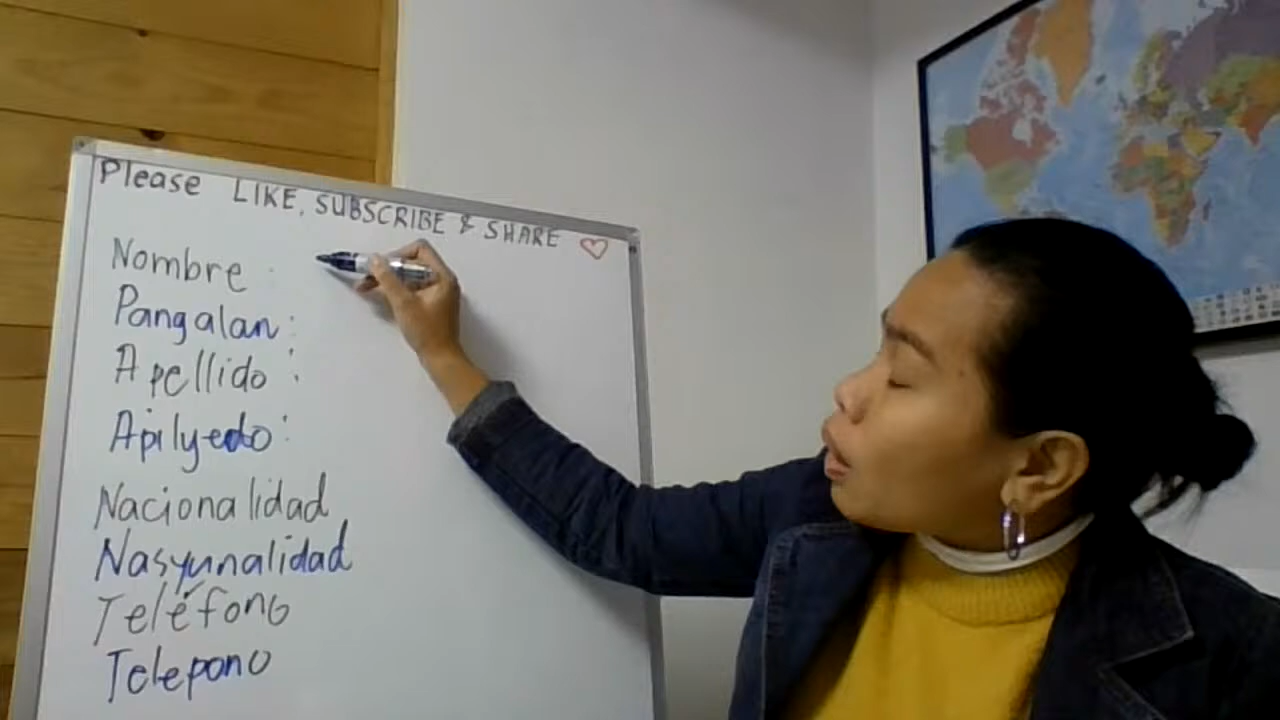 Please LIKE, SUBSCRIBE & SHARE
Nombre :
Pangalan :
Apellido :
Apilyedo :
Nacionalidad
Nasyunalidad
Teléfono
Telepono